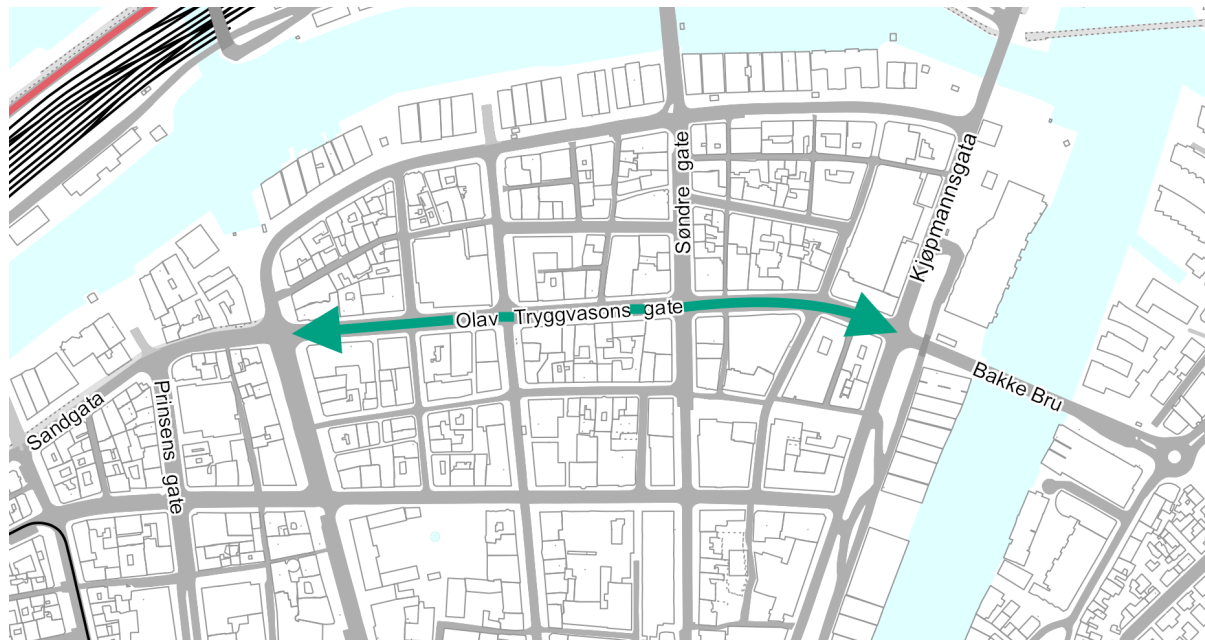 Søndre gate
Kjøpmannsgata
Olav Tryggvasons gate
Bakke Bru
Sandgata
Prinsens gate